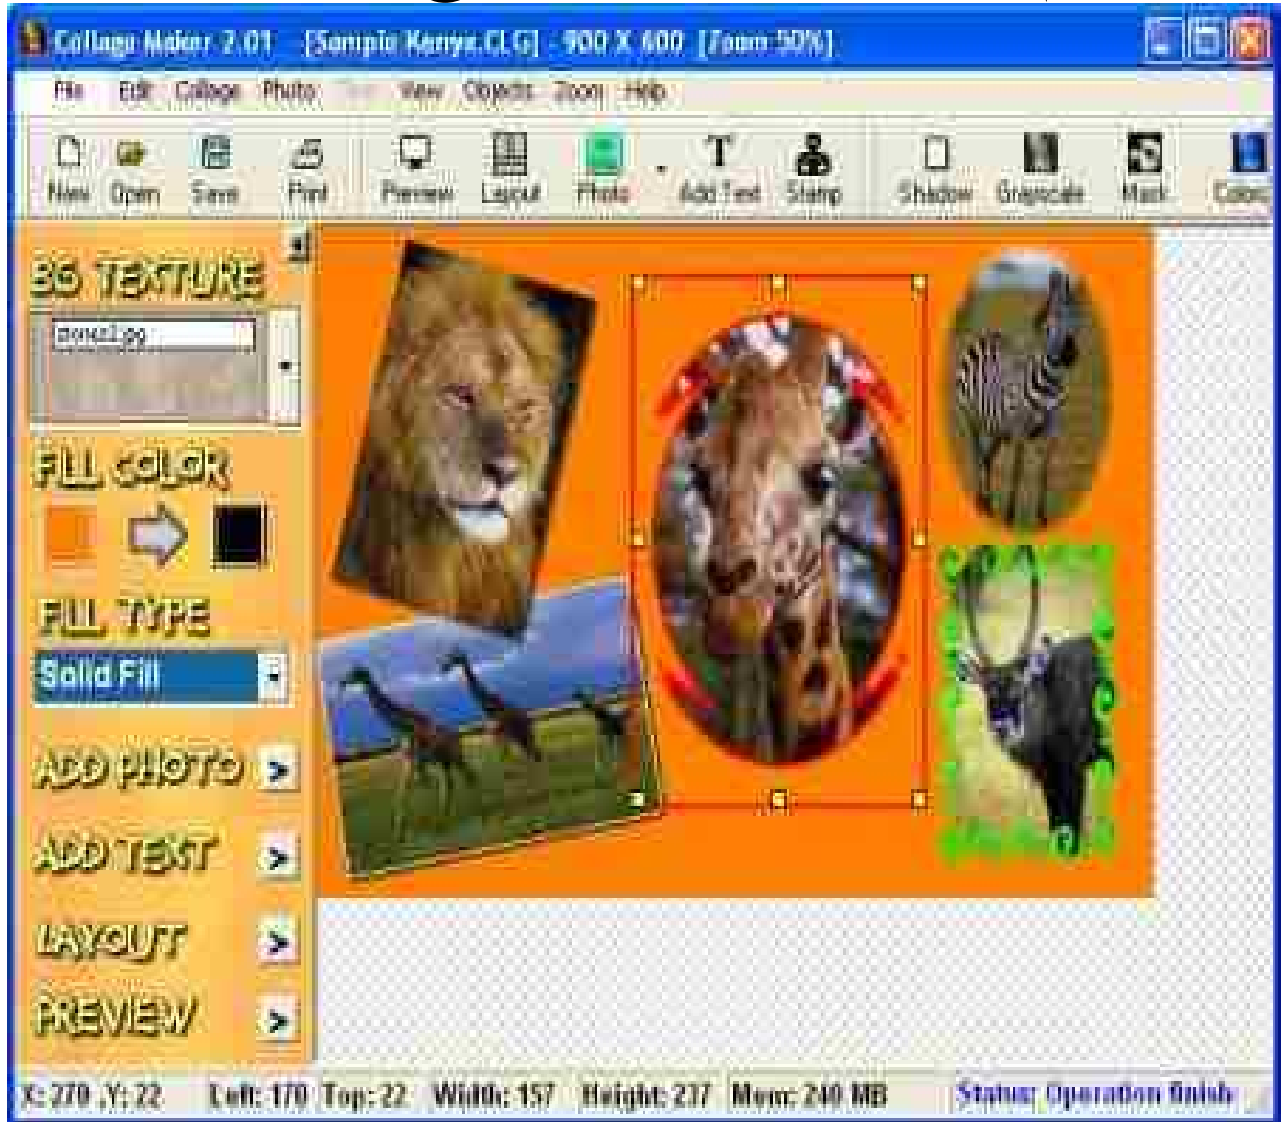 Collage Maker 2.01 [Sample Kenya.CLG] - 900 X 600 [Zoom 50%]
File Edit Collage Photo View Objects Zoom Help
New Open Save Print Preview Layout Photo Add Text Stamp Shadow Grayscale Mask
BG TEXTURE
FILL COLOR
FILL TYPE
Solid Fill
ADD PHOTO >
ADD TEXT >
LAYOUT >
PREVIEW >
X: 270 ,Y: 22 Left: 170 Top: 22 Width: 157 Height: 237 Mem: 240 MB Status: Operation finish